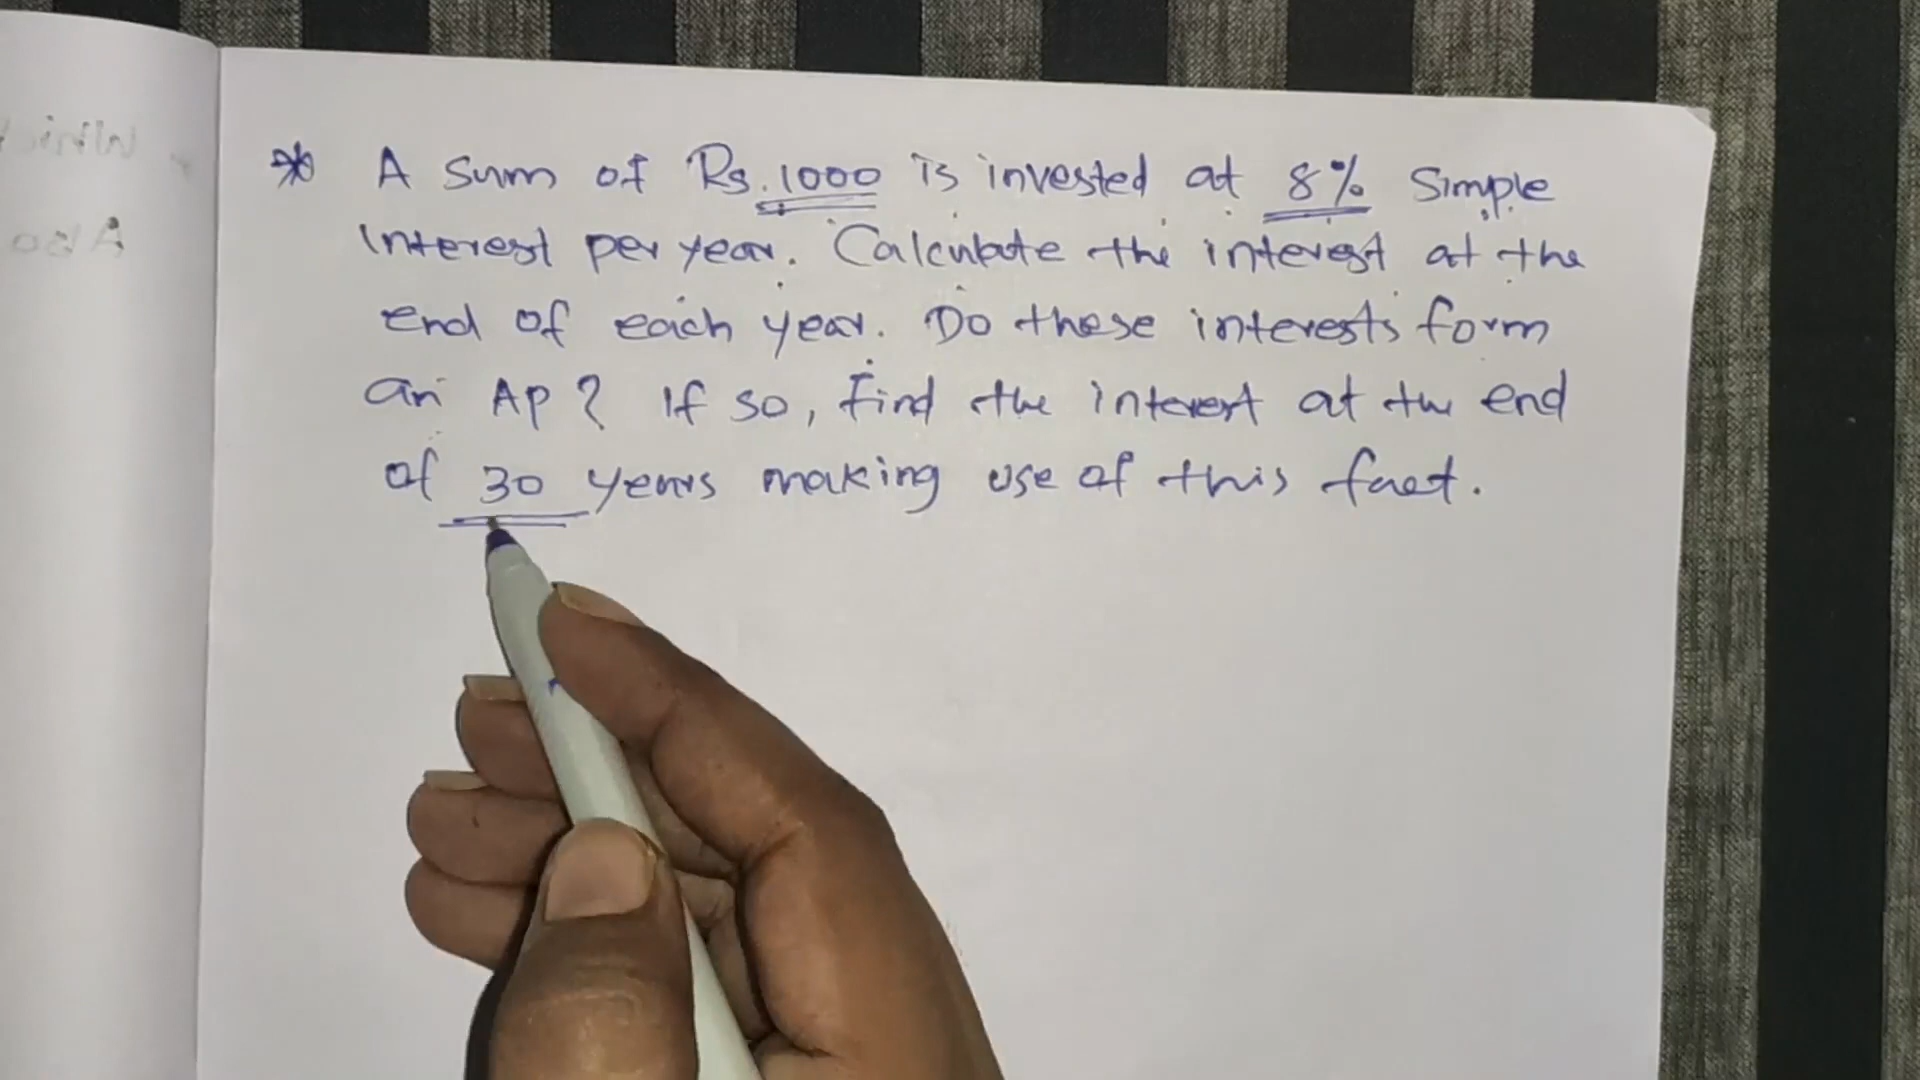 * A sum of Rs.1000 is invested at 8% simple
interest per year. Calculate the interest at the
end of each year. Do these interests form
an AP? If so, find the interest at the end
of 30 years making use of this fact.